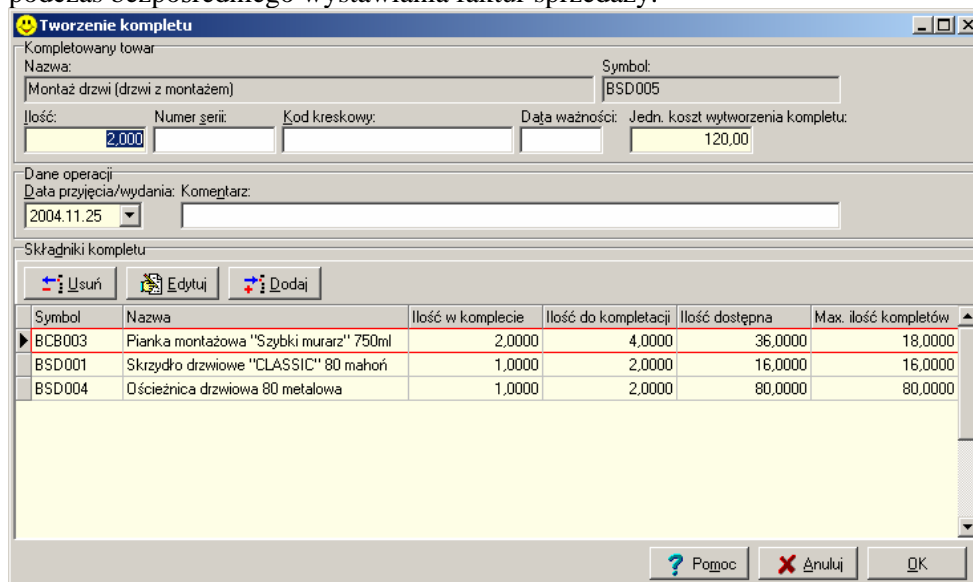 podczas bezpośredniego wystawiania faktur sprzedaży.
Tworzenie kompletu
Kompletowany towar
Nazwa: Symbol:
Montaż drzwi (drzwi z montażem) BSD005
Ilość: Numer serii: Kod kreskowy: Data ważności: Jedn. koszt wytworzenia kompletu:
2,000 120,00
Dane operacji
Data przyjęcia/wydania: Komentarz:
2004.11.25
Składniki kompletu
Usuń Edytuj Dodaj
Symbol Nazwa Ilość w komplecie Ilość do kompletacji Ilość dostępna Max. ilość kompletów
BCB003 Pianka montażowa "Szybki murarz" 750ml 2,0000 4,0000 36,0000 18,0000
BSD001 Skrzydło drzwiowe "CLASSIC" 80 mahoń 1,0000 2,0000 16,0000 16,0000
BSD004 Ościeżnica drzwiowa 80 metalowa 1,0000 2,0000 80,0000 80,0000
Pomoc Anuluj OK